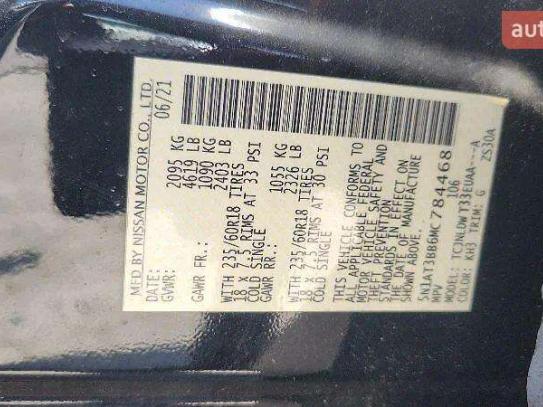 MFD BY NISSAN MOTOR CO., LTD.
DATE: 06/21
GVWR: 2095 KG
4619 LB
GAWR FR.: 1090 KG
2403 LB
WITH 235/60R18 TIRES
18 X 7.5 RIMS AT 33 PSI
COLD SINGLE
GAWR RR.: 1055 KG
2326 LB
WITH 235/60R18 TIRES
18 X 7.5 RIMS AT 30 PSI
COLD SINGLE
THIS VEHICLE CONFORMS TO
ALL APPLICABLE FEDERAL
MOTOR VEHICLE SAFETY AND
THEFT PREVENTION
STANDARDS IN EFFECT ON
THE DATE OF MANUFACTURE
SHOWN ABOVE.
5N1AT3BB6MC784468
MPV 106
MODEL: TCJNLDWT33EUAA---A
COLOR: KH3 TRIM: G 2S30A
aut